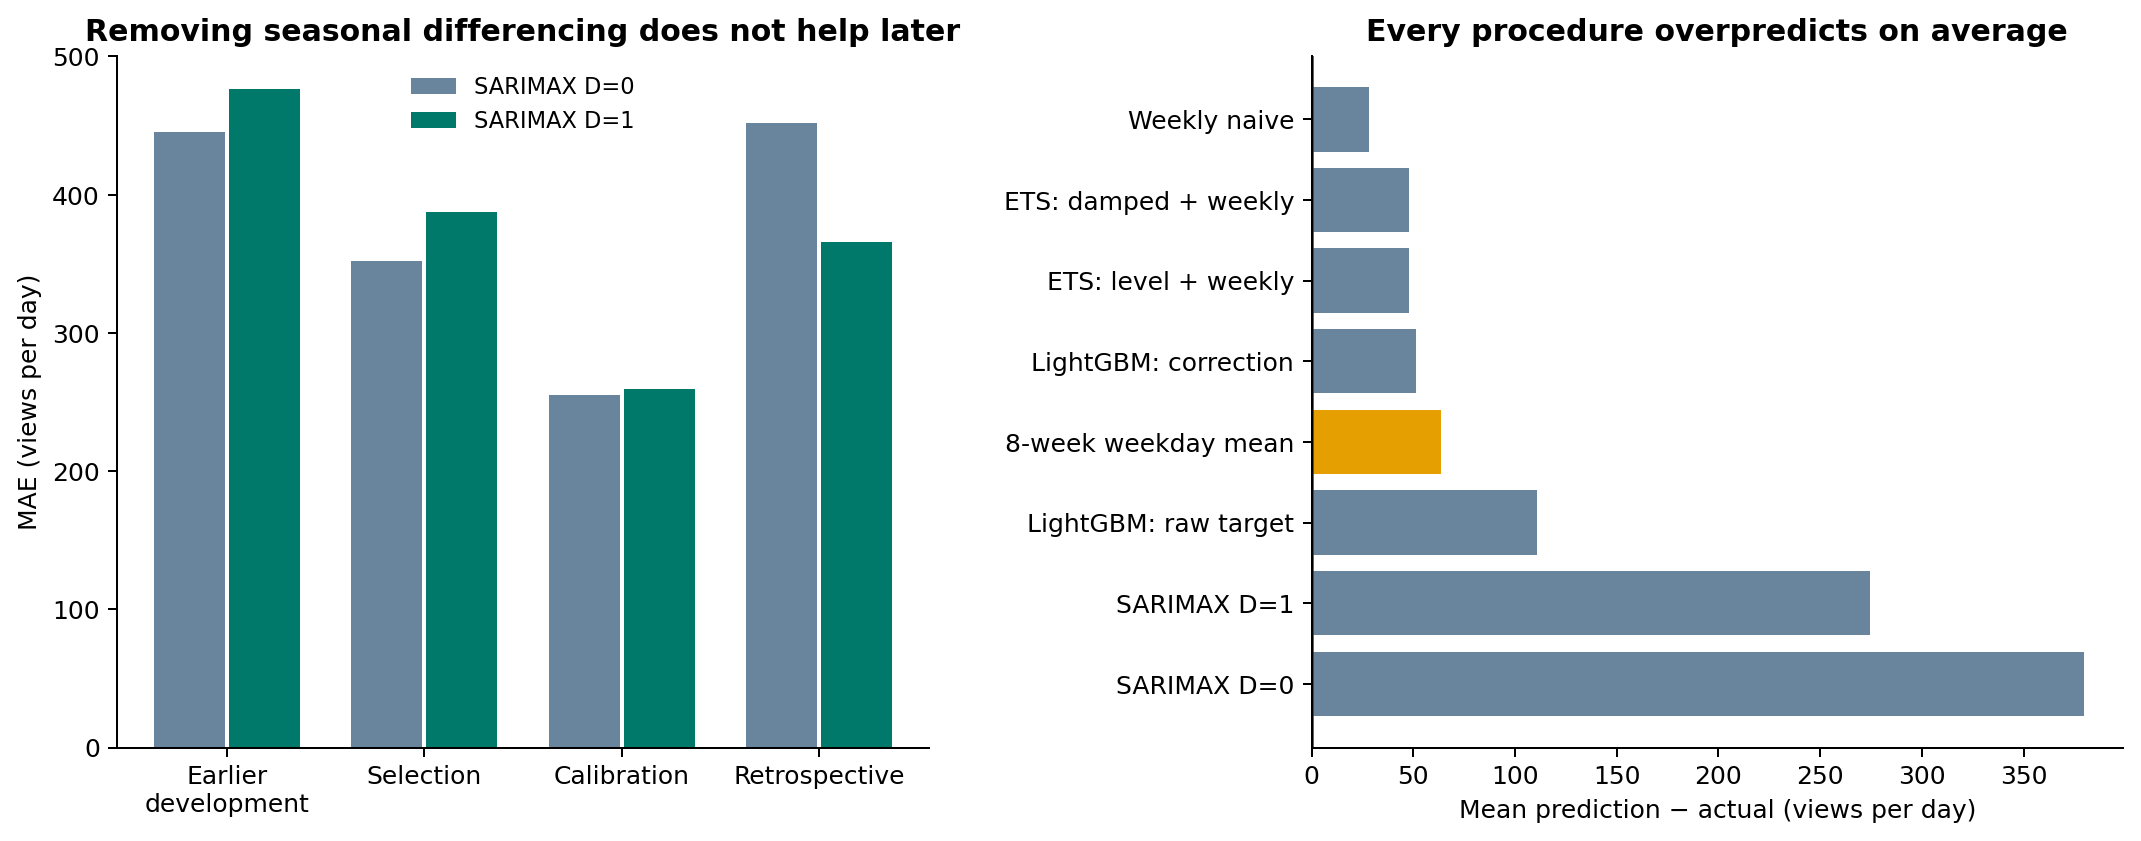 Removing seasonal differencing does not help later
SARIMAX D=0
SARIMAX D=1
MAE (views per day)
500
400
300
200
100
0
Earlier
development
Selection
Calibration
Retrospective
Every procedure overpredicts on average
Weekly naive
ETS: damped + weekly
ETS: level + weekly
LightGBM: correction
8-week weekday mean
LightGBM: raw target
SARIMAX D=1
SARIMAX D=0
0 50 100 150 200 250 300 350
Mean prediction − actual (views per day)